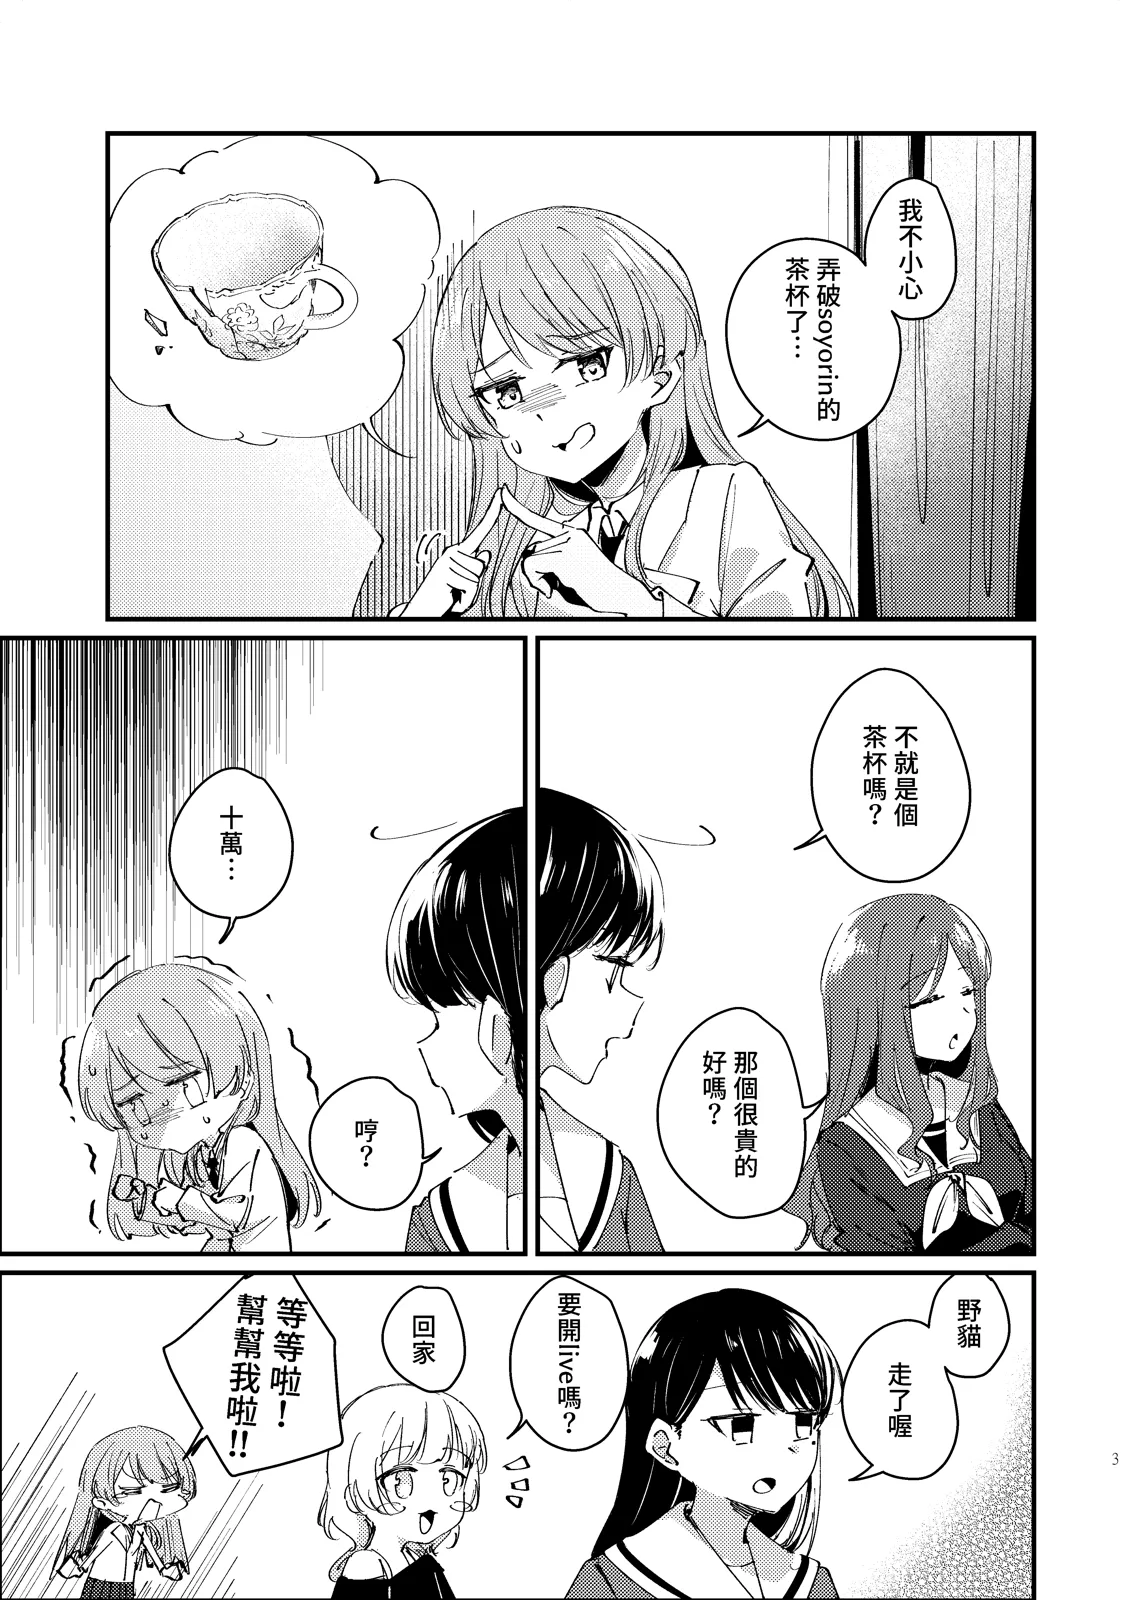 我不小心
弄破soyorin的
茶杯了…
不就是個
茶杯嗎？
那個很貴的
好嗎？
哼？
十萬…
野貓
走了喔
要開live嗎？
回家
等等啦！
幫幫我啦!!
3